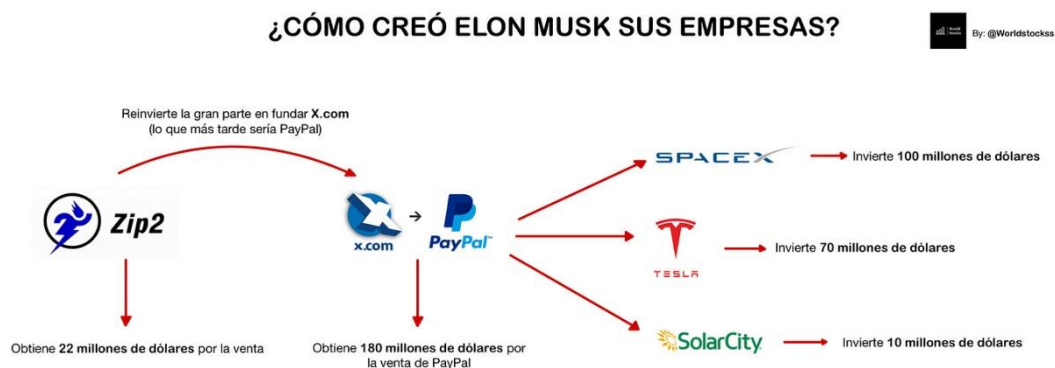 ¿CÓMO CREÓ ELON MUSK SUS EMPRESAS?
World
Stocks
By: @Worldstockss
Reinvierte la gran parte en fundar X.com
(lo que más tarde sería PayPal)
SPACEX
Invierte 100 millones de dólares
Zip2
x.com
PayPal
TESLA
Invierte 70 millones de dólares
Obtiene 22 millones de dólares por la venta
Obtiene 180 millones de dólares por
la venta de PayPal
SolarCity
Invierte 10 millones de dólares